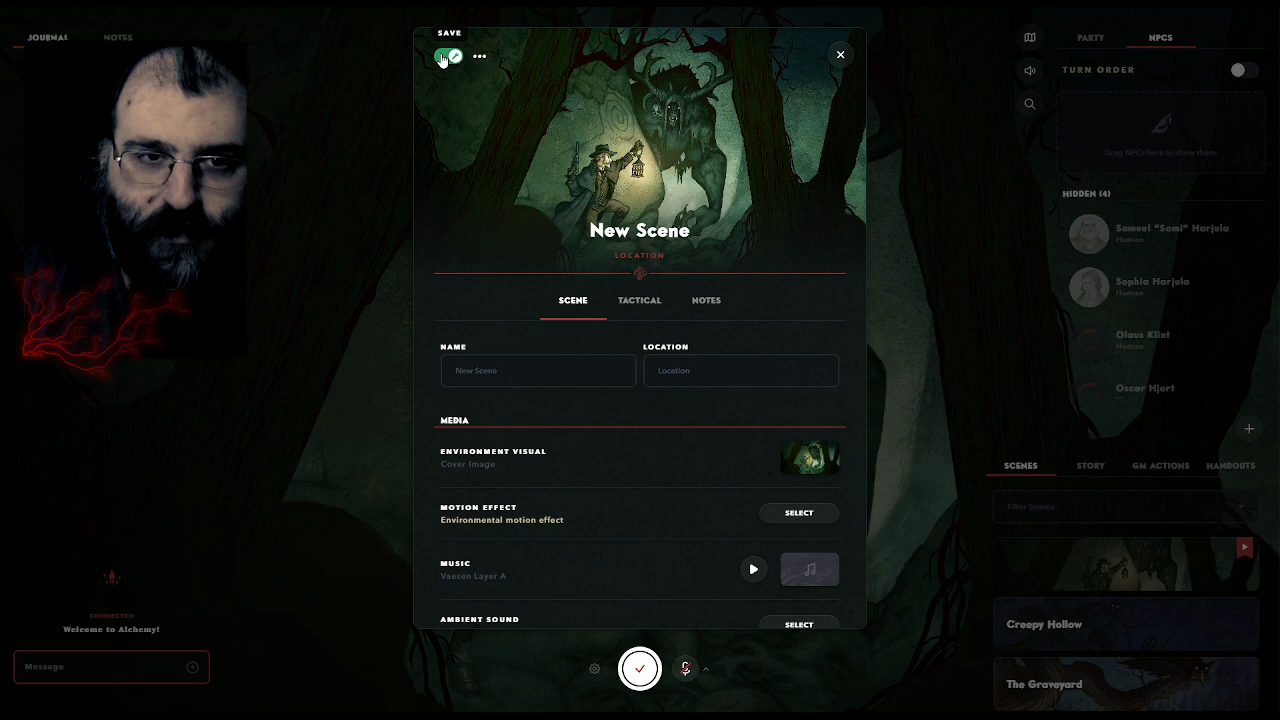 JOURNAL
NOTES
SAVE
New Scene
LOCATION
SCENE
TACTICAL
NOTES
NAME
LOCATION
New Scene
Location
MEDIA
ENVIRONMENT VISUAL
Cover Image
MOTION EFFECT
Environmental motion effect
SELECT
MUSIC
Vaesen Layer A
AMBIENT SOUND
SELECT
CONNECTED
Welcome to Alchemy!
Message
PARTY
NPCS
TURN ORDER
Drag NPCs here to show them.
HIDDEN (4)
Samuel "Sami" Harjula
Human
Sophia Harjula
Human
Olaus Klint
Human
Oscar Hjort
SCENES
STORY
GM ACTIONS
HANDOUTS
Filter Scenes
Creepy Hollow
The Graveyard